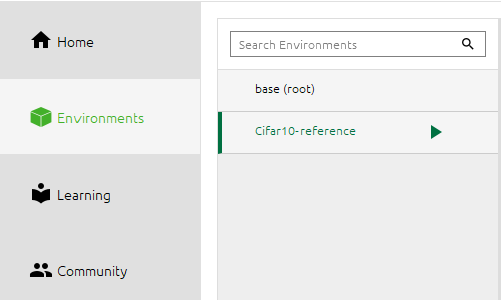 Home
Environments
Learning
Community
Search Environments
base (root)
Cifar10-reference